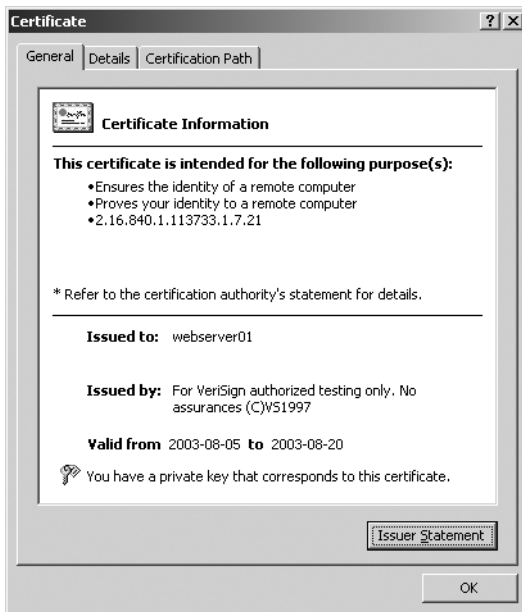 Certificate
General
Details
Certification Path
Certificate Information
This certificate is intended for the following purpose(s):
•Ensures the identity of a remote computer
•Proves your identity to a remote computer
•2.16.840.1.113733.1.7.21
* Refer to the certification authority's statement for details.
Issued to: webserver01
Issued by: For VeriSign authorized testing only. No
assurances (C)VS1997
Valid from 2003-08-05 to 2003-08-20
You have a private key that corresponds to this certificate.
Issuer Statement
OK